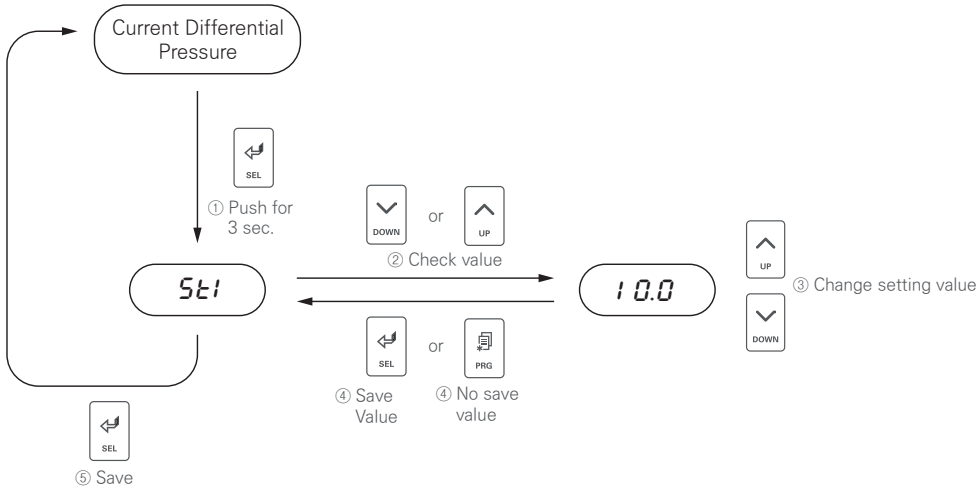 Current Differential
Pressure
SEL
① Push for
3 sec.
DOWN
or
UP
② Check value
St1
10.0
UP
③ Change setting value
DOWN
SEL
or
PRG
④ Save
Value
④ No save
value
SEL
⑤ Save